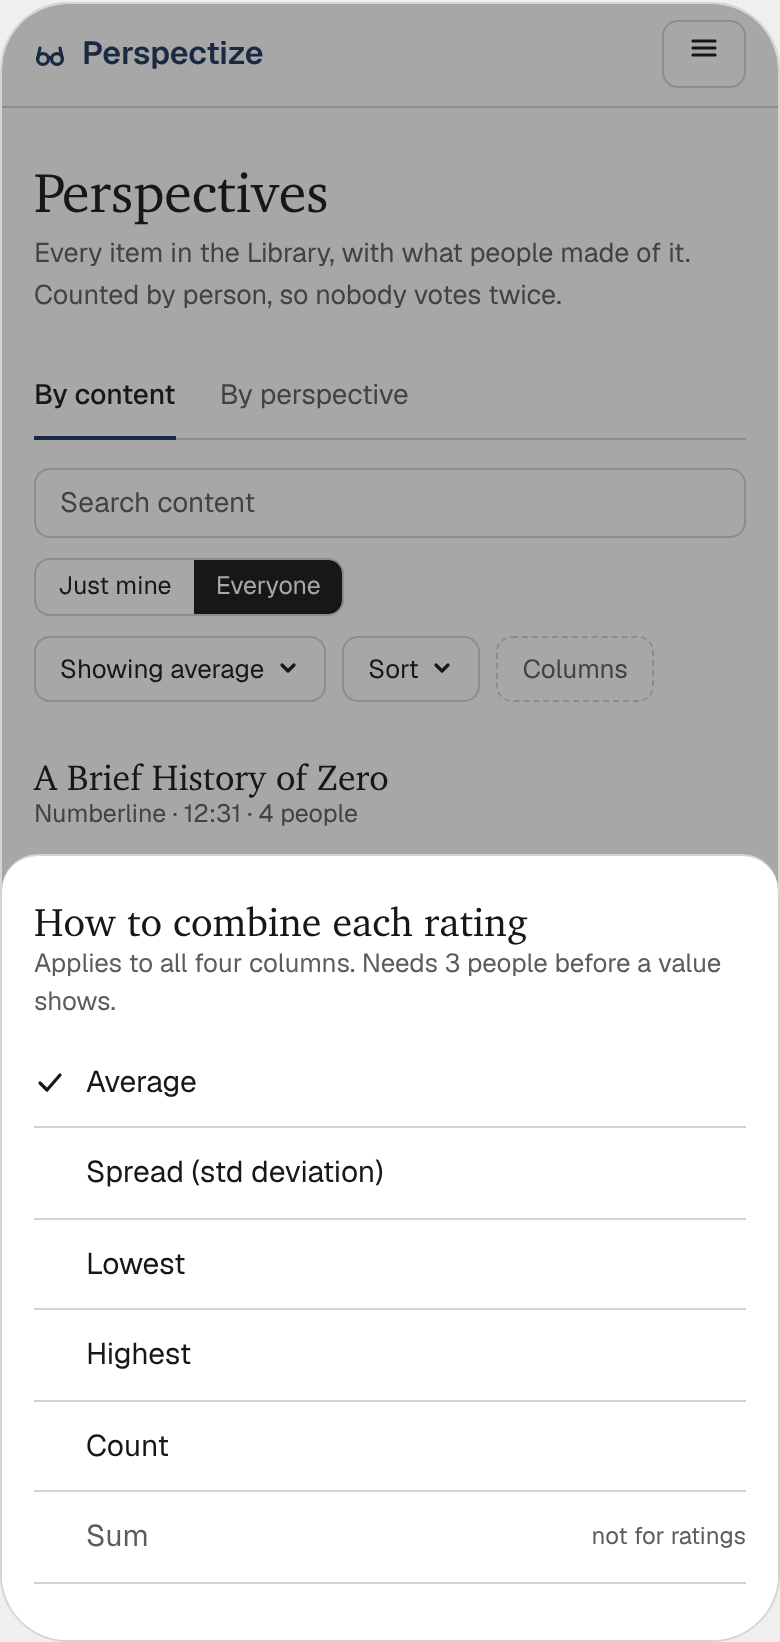 Perspectize
Perspectives
Every item in the Library, with what people made of it.
Counted by person, so nobody votes twice.
By content By perspective
Search content
Just mine Everyone
Showing average Sort Columns
A Brief History of Zero
Numberline · 12:31 · 4 people
How to combine each rating
Applies to all four columns. Needs 3 people before a value
shows.
Average
Spread (std deviation)
Lowest
Highest
Count
Sum not for ratings